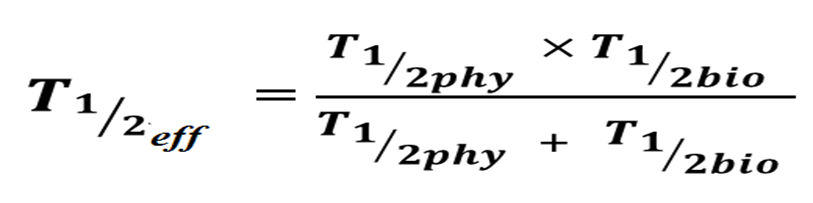 T1/2eff = T1/2phy × T1/2bio
T1/2phy + T1/2bio